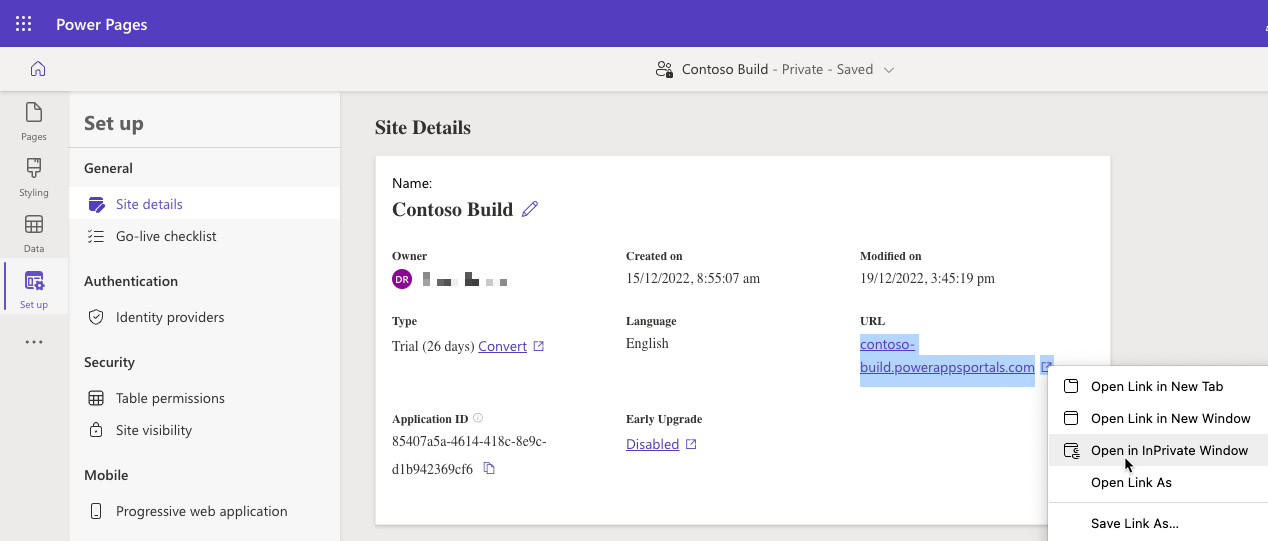 Power Pages
Contoso Build - Private - Saved
Pages
Styling
Data
Set up
Set up
General
Site details
Go-live checklist
Authentication
Identity providers
Security
Table permissions
Site visibility
Mobile
Progressive web application
Site Details
Name:
Contoso Build
Owner
DR
Created on
15/12/2022, 8:55:07 am
Modified on
19/12/2022, 3:45:19 pm
Type
Trial (26 days) Convert
Language
English
URL
contoso-
build.powerappsportals.com
Application ID
85407a5a-4614-418c-8e9c-
d1b942369cf6
Early Upgrade
Disabled
Open Link in New Tab
Open Link in New Window
Open in InPrivate Window
Open Link As
Save Link As...